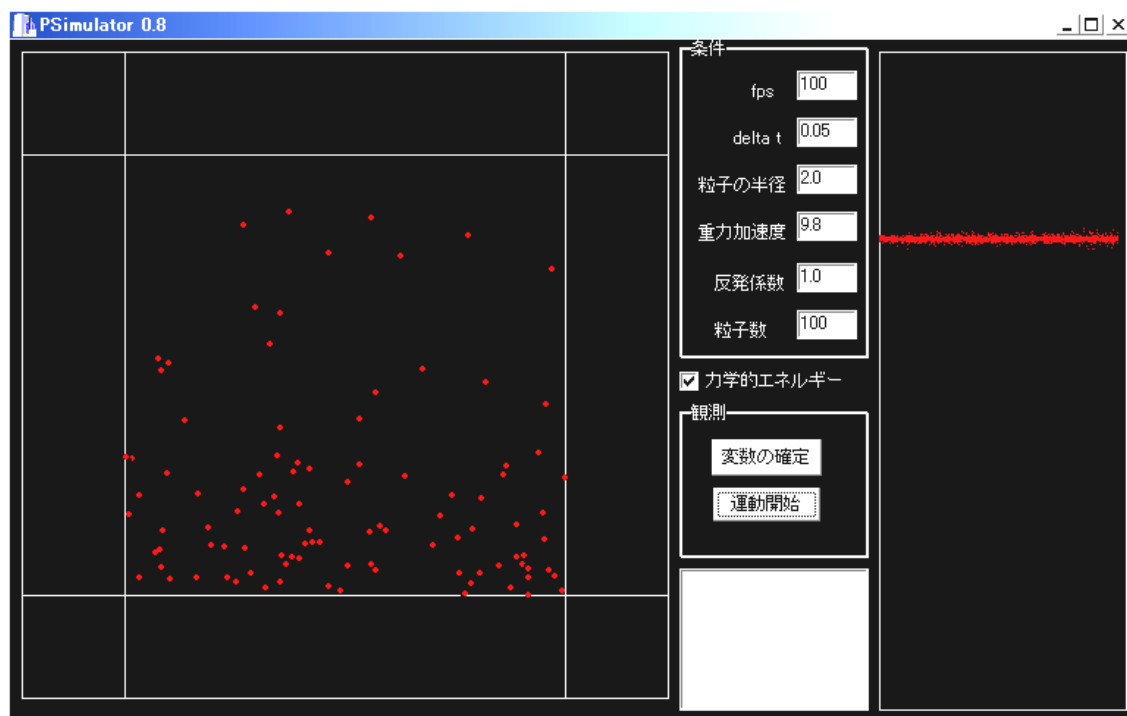 PSimulator 0.8
条件
fps 100
delta t 0.05
粒子の半径 2.0
重力加速度 9.8
反発係数 1.0
粒子数 100
力学的エネルギー
観測
変数の確定
運動開始